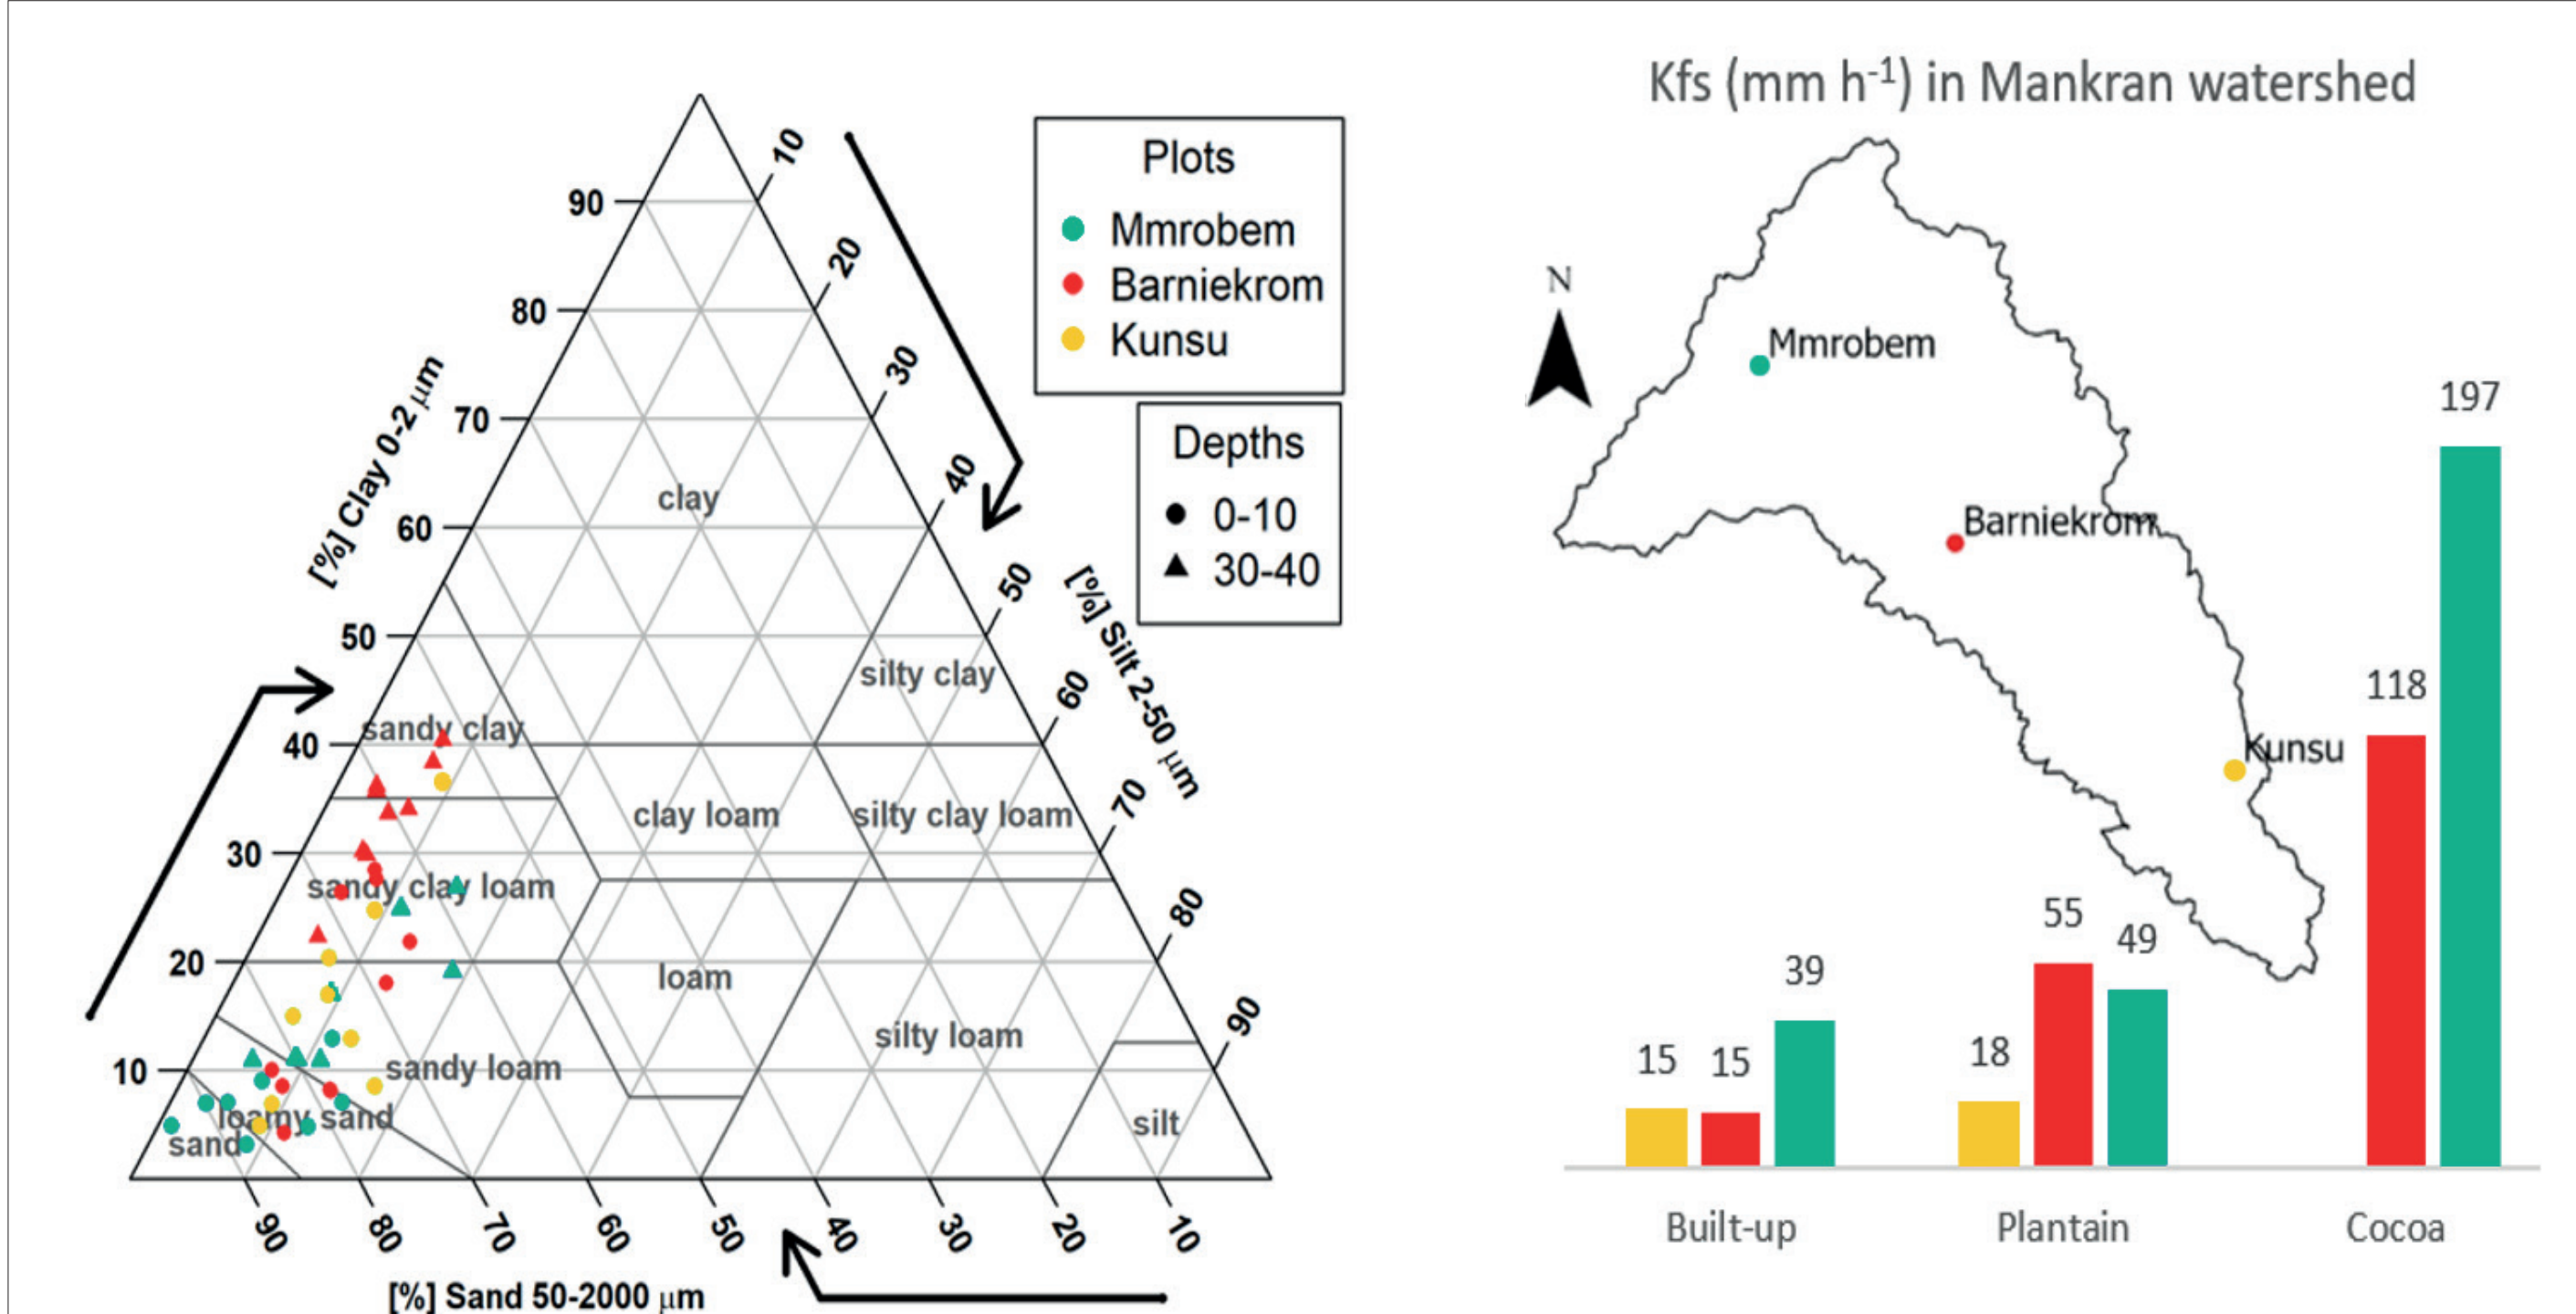 Kfs (mm h⁻¹) in Mankran watershed
10
90
20
80
30
70
40
60
50
50
60
40
70
30
80
20
90
10
[%] Clay 0-2 μm
[%] Silt 2-50 μm
clay
silty clay
sandy clay
clay loam
silty clay loam
sandy clay loam
loam
silty loam
sandy loam
loamy sand
sand
silt
90
80
70
60
50
40
30
20
10
[%] Sand 50-2000 μm
Plots
Mmrobem
Barniekrom
Kunsu
Depths
0-10
30-40
N
Mmrobem
Barniekrom
Kunsu
15
15
39
18
55
49
118
197
Built-up
Plantain
Cocoa